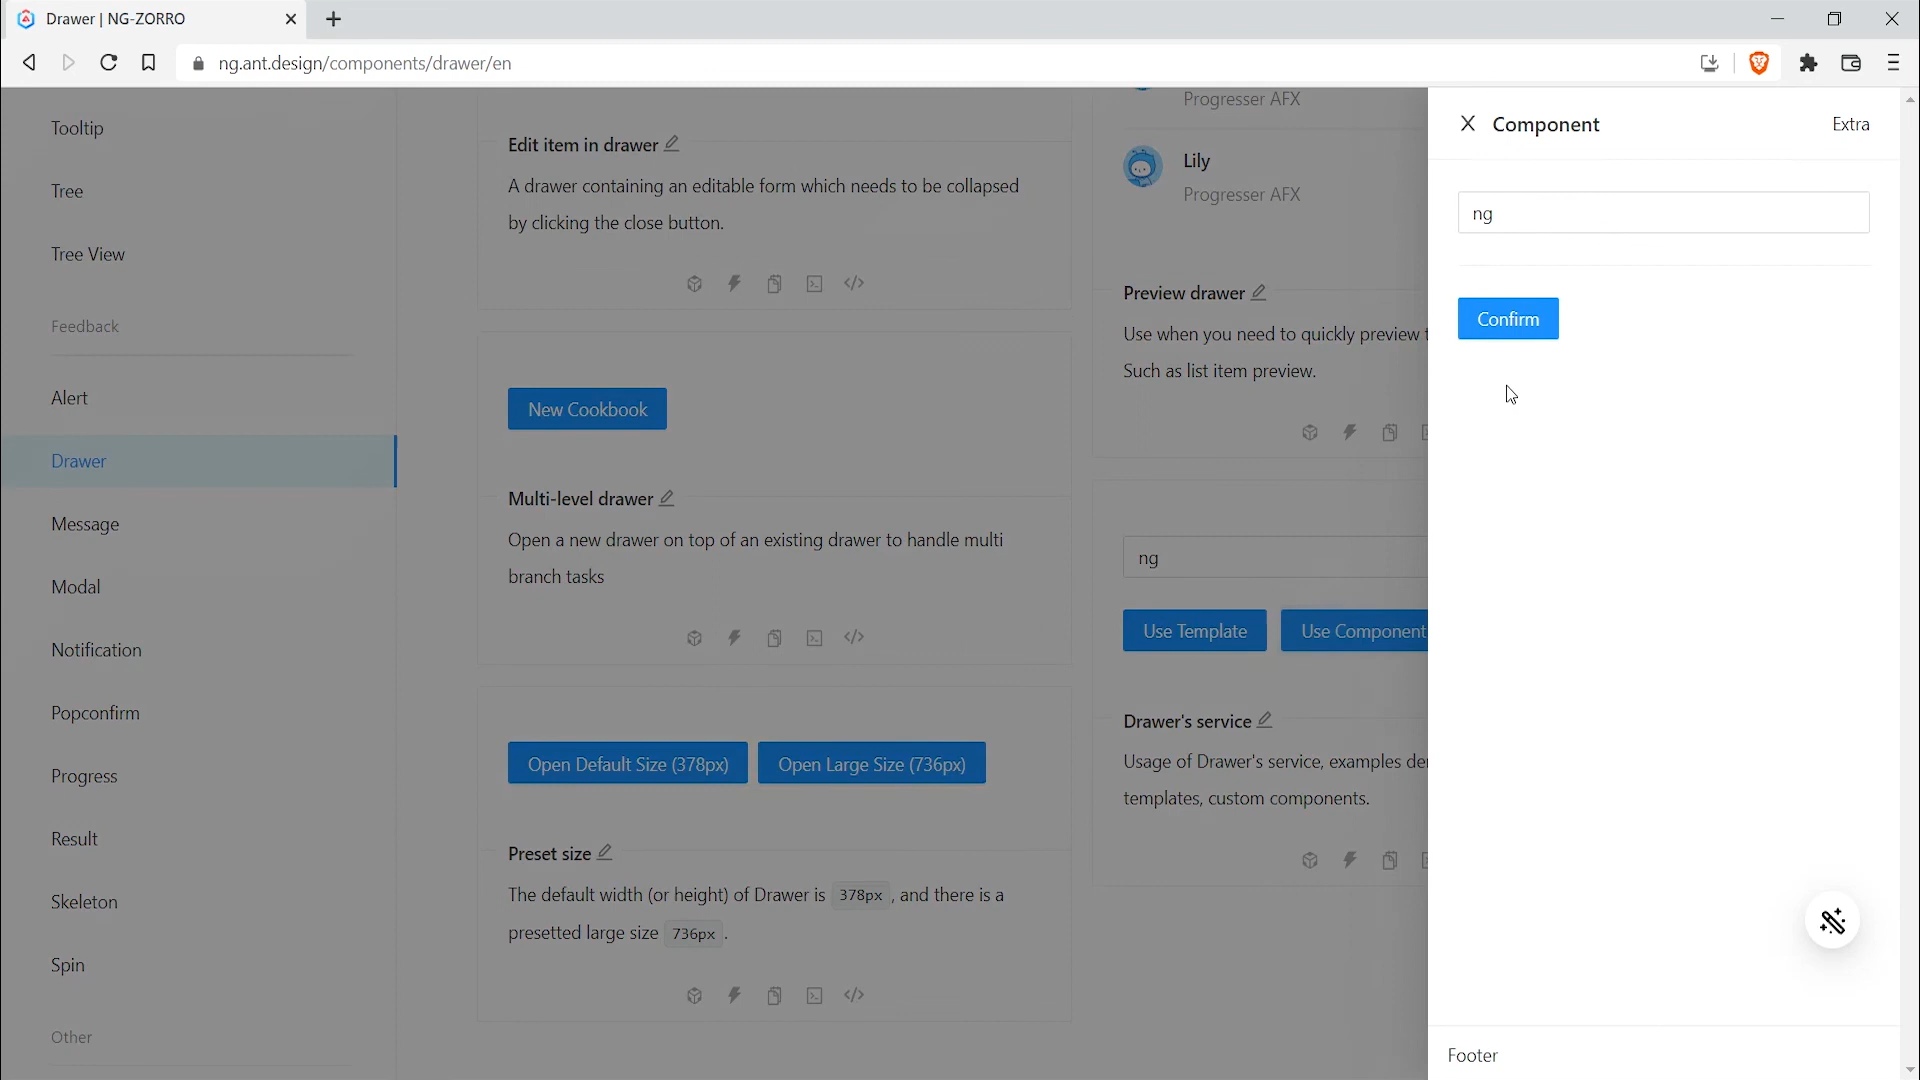 Drawer | NG-ZORRO
ng.ant.design/components/drawer/en
Tooltip
Tree
Tree View
Feedback
Alert
Drawer
Message
Modal
Notification
Popconfirm
Progress
Result
Skeleton
Spin
Other
Edit item in drawer
A drawer containing an editable form which needs to be collapsed
by clicking the close button.
New Cookbook
Multi-level drawer
Open a new drawer on top of an existing drawer to handle multi
branch tasks
Open Default Size (378px)
Open Large Size (736px)
Preset size
The default width (or height) of Drawer is 378px , and there is a
presetted large size 736px .
Progresser AFX
Lily
Progresser AFX
Preview drawer
Use when you need to quickly preview
Such as list item preview.
ng
Use Template
Use Component
Drawer's service
Usage of Drawer's service, examples
templates, custom components.
Component
Extra
ng
Confirm
Footer